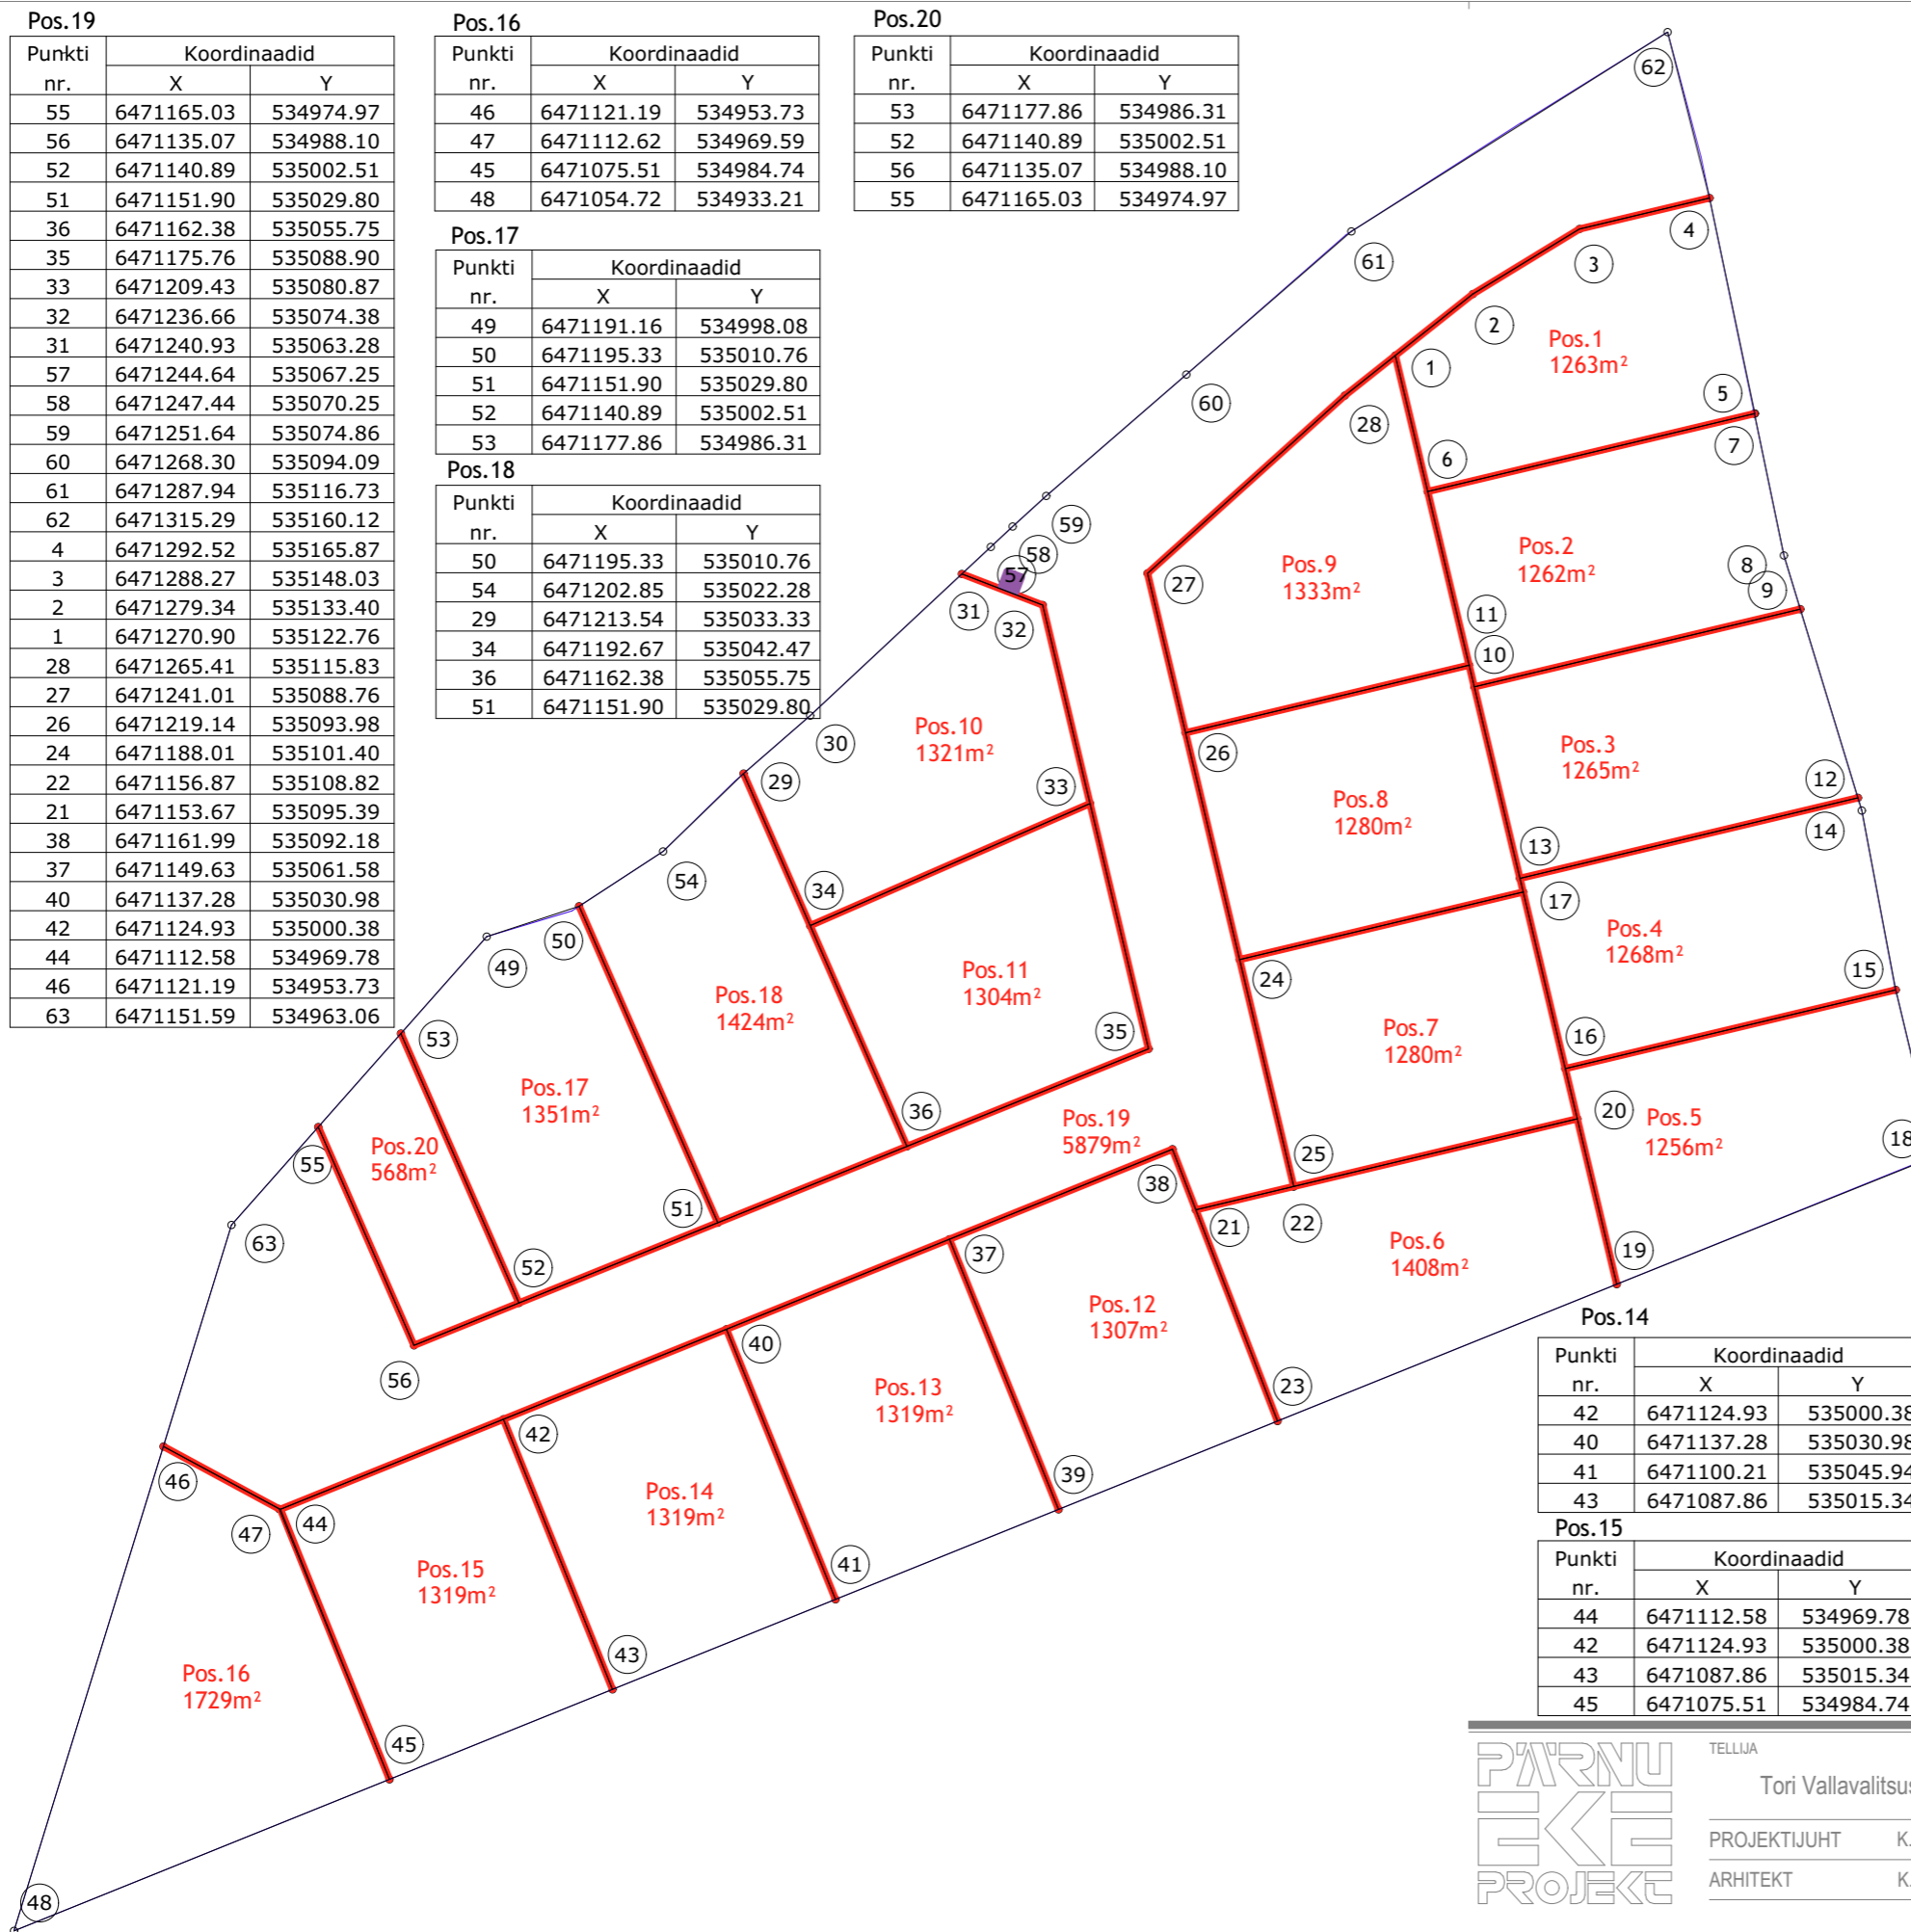 Pos.19
Punkti nr. Koordinaadid
X Y
55 6471165.03 534974.97
56 6471135.07 534988.10
52 6471140.89 535002.51
51 6471151.90 535029.80
36 6471162.38 535055.75
35 6471175.76 535088.90
33 6471209.43 535080.87
32 6471236.66 535074.38
31 6471240.93 535063.28
57 6471244.64 535067.25
58 6471247.44 535070.25
59 6471251.64 535074.86
60 6471268.30 535094.09
61 6471287.94 535116.73
62 6471315.29 535160.12
4 6471292.52 535165.87
3 6471288.27 535148.03
2 6471279.34 535133.40
1 6471270.90 535122.76
28 6471265.41 535115.83
27 6471241.01 535088.76
26 6471219.14 535093.98
24 6471188.01 535101.40
22 6471156.87 535108.82
21 6471153.67 535095.39
38 6471161.99 535092.18
37 6471149.63 535061.58
40 6471137.28 535030.98
42 6471124.93 535000.38
44 6471112.58 534969.78
46 6471121.19 534953.73
63 6471151.59 534963.06
Pos.16
Punkti nr. Koordinaadid
X Y
46 6471121.19 534953.73
47 6471112.62 534969.59
45 6471075.51 534984.74
48 6471054.72 534933.21
Pos.17
Punkti nr. Koordinaadid
X Y
49 6471191.16 534998.08
50 6471195.33 535010.76
51 6471151.90 535029.80
52 6471140.89 535002.51
53 6471177.86 534986.31
Pos.18
Punkti nr. Koordinaadid
X Y
50 6471195.33 535010.76
54 6471202.85 535022.28
29 6471213.54 535033.33
34 6471192.67 535042.47
36 6471162.38 535055.75
51 6471151.90 535029.80
Pos.20
Punkti nr. Koordinaadid
X Y
53 6471177.86 534986.31
52 6471140.89 535002.51
56 6471135.07 534988.10
55 6471165.03 534974.97
62
4
61
3
2
Pos.1
1263m²
1
60
5
28
7
6
59
58
57
Pos.2
1262m²
8
9
Pos.9
1333m²
27
31
32
11
10
Pos.10
1321m²
30
26
Pos.3
1265m²
29
33
12
Pos.8
1280m²
14
13
54
34
17
50
49
Pos.4
1268m²
Pos.18
1424m²
Pos.11
1304m²
24
15
53
35
Pos.7
1280m²
16
Pos.17
1351m²
36
20
Pos.5
1256m²
18
Pos.19
5879m²
Pos.20
568m²
55
25
38
51
22
21
63
37
Pos.6
1408m²
19
52
Pos.12
1307m²
40
56
Pos.13
1319m²
23
42
46
39
47
44
Pos.14
1319m²
Pos.15
1319m²
41
43
Pos.16
1729m²
45
48
Pos.14
Punkti nr. Koordinaadid
X Y
42 6471124.93 535000.38
40 6471137.28 535030.98
41 6471100.21 535045.94
43 6471087.86 535015.34
Pos.15
Punkti nr. Koordinaadid
X Y
44 6471112.58 534969.78
42 6471124.93 535000.38
43 6471087.86 535015.34
45 6471075.51 534984.74
PÄRNU
EKE
PROJEKT
TELLIJA
Tori Vallavalitsus
PROJEKTIJUHT K.
ARHITEKT K.